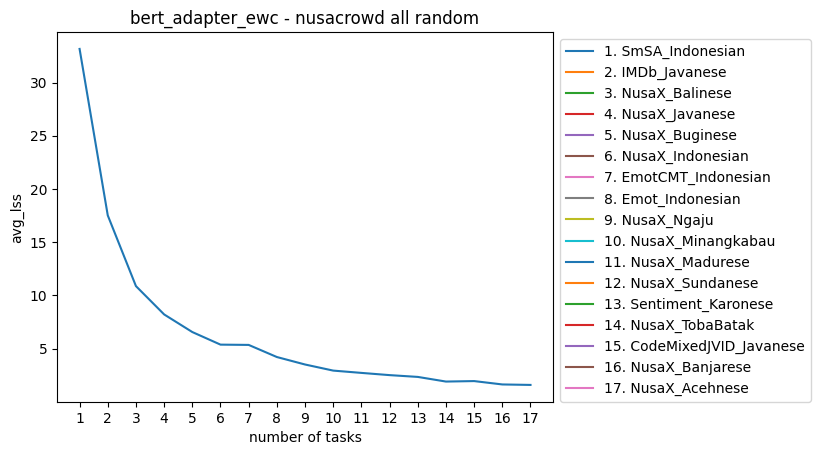 bert_adapter_ewc - nusacrowd all random
avg_lss
30
25
20
15
10
5
1 2 3 4 5 6 7 8 9 10 11 12 13 14 15 16 17
number of tasks
1. SmSA_Indonesian
2. IMDb_Javanese
3. NusaX_Balinese
4. NusaX_Javanese
5. NusaX_Buginese
6. NusaX_Indonesian
7. EmotCMT_Indonesian
8. Emot_Indonesian
9. NusaX_Ngaju
10. NusaX_Minangkabau
11. NusaX_Madurese
12. NusaX_Sundanese
13. Sentiment_Karonese
14. NusaX_TobaBatak
15. CodeMixedJVID_Javanese
16. NusaX_Banjarese
17. NusaX_Acehnese